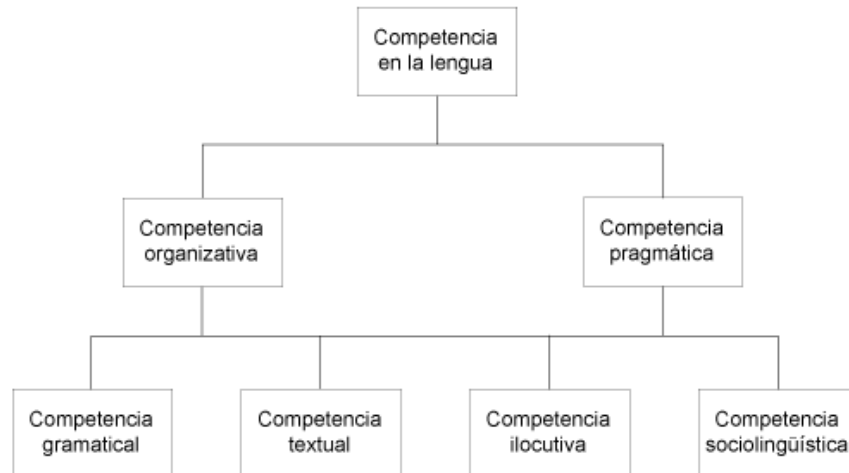 Competencia
en la lengua
Competencia
organizativa
Competencia
pragmática
Competencia
gramatical
Competencia
textual
Competencia
ilocutiva
Competencia
sociolingüística